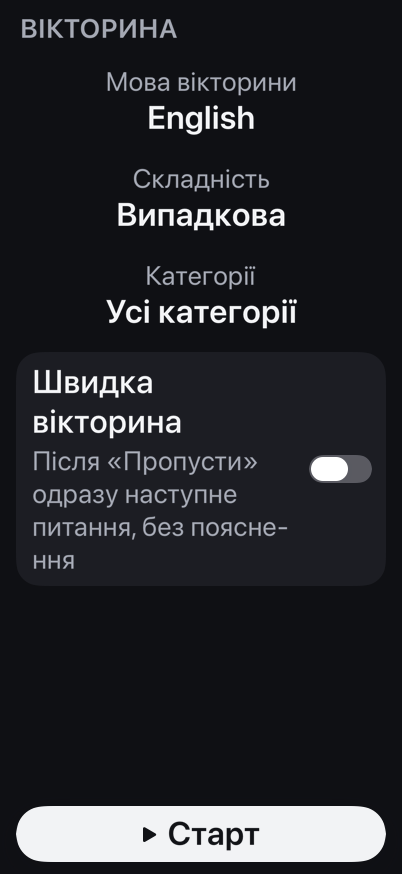 ВІКТОРИНА
Мова вікторини
English
Складність
Випадкова
Категорії
Усі категорії
Швидка
вікторина
Після «Пропусти»
одразу наступне
питання, без поясне-
ння
Старт